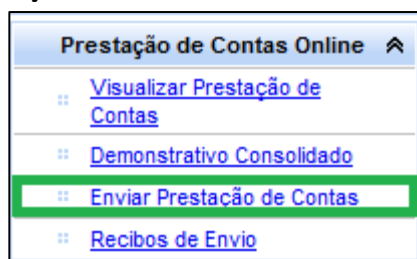 Prestação de Contas Online
Visualizar Prestação de
Contas
Demonstrativo Consolidado
Enviar Prestação de Contas
Recibos de Envio